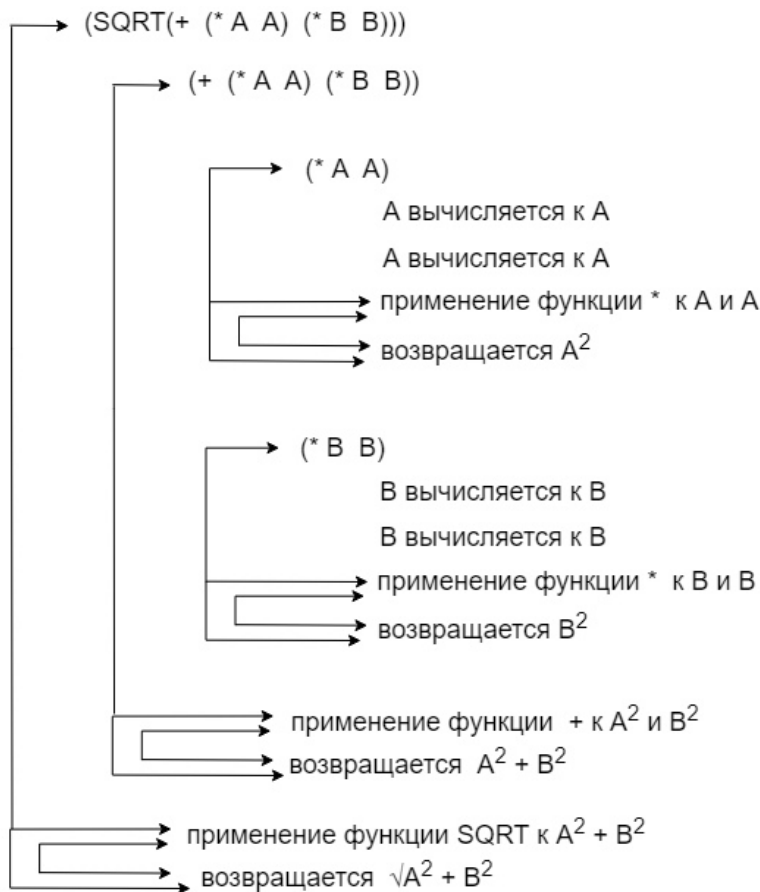 (SQRT(+ (* A A) (* B B)))
(+ (* A A) (* B B))
(* A A)
А вычисляется к А
А вычисляется к А
применение функции * к А и А
возвращается A²
(* B B)
В вычисляется к В
В вычисляется к В
применение функции * к В и В
возвращается B²
применение функции + к A² и B²
возвращается A² + B²
применение функции SQRT к A² + B²
возвращается √A² + B²